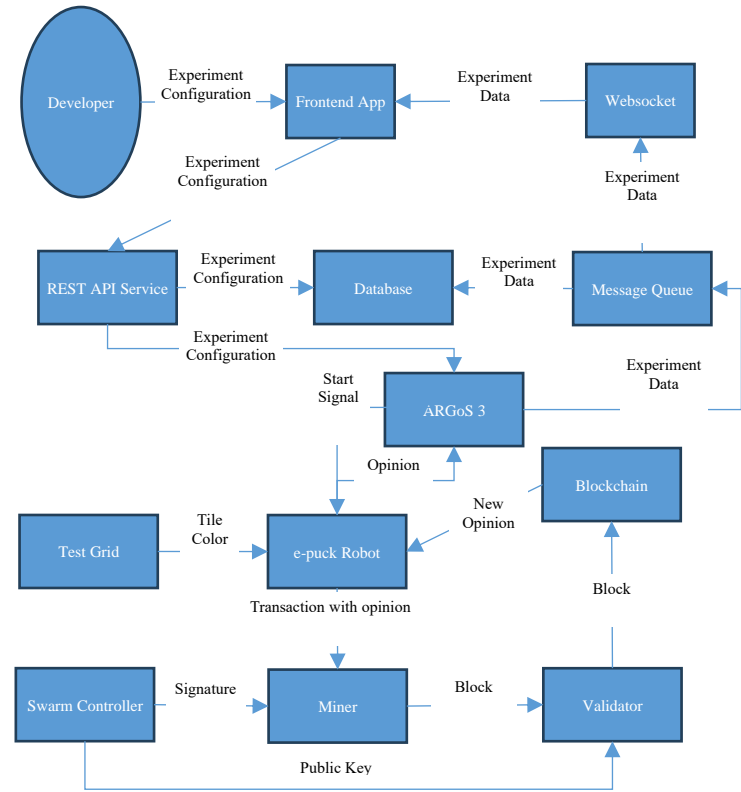 Experiment
Configuration
Experiment
Data
Developer
Frontend App
Websocket
Experiment
Configuration
Experiment
Data
Experiment
Configuration
Experiment
Data
REST API Service
Database
Message Queue
Experiment
Configuration
Start
Signal
Experiment
Data
ARGoS 3
Opinion
Blockchain
New
Opinion
Tile
Color
Test Grid
e-puck Robot
Transaction with opinion
Block
Signature
Block
Swarm Controller
Miner
Validator
Public Key